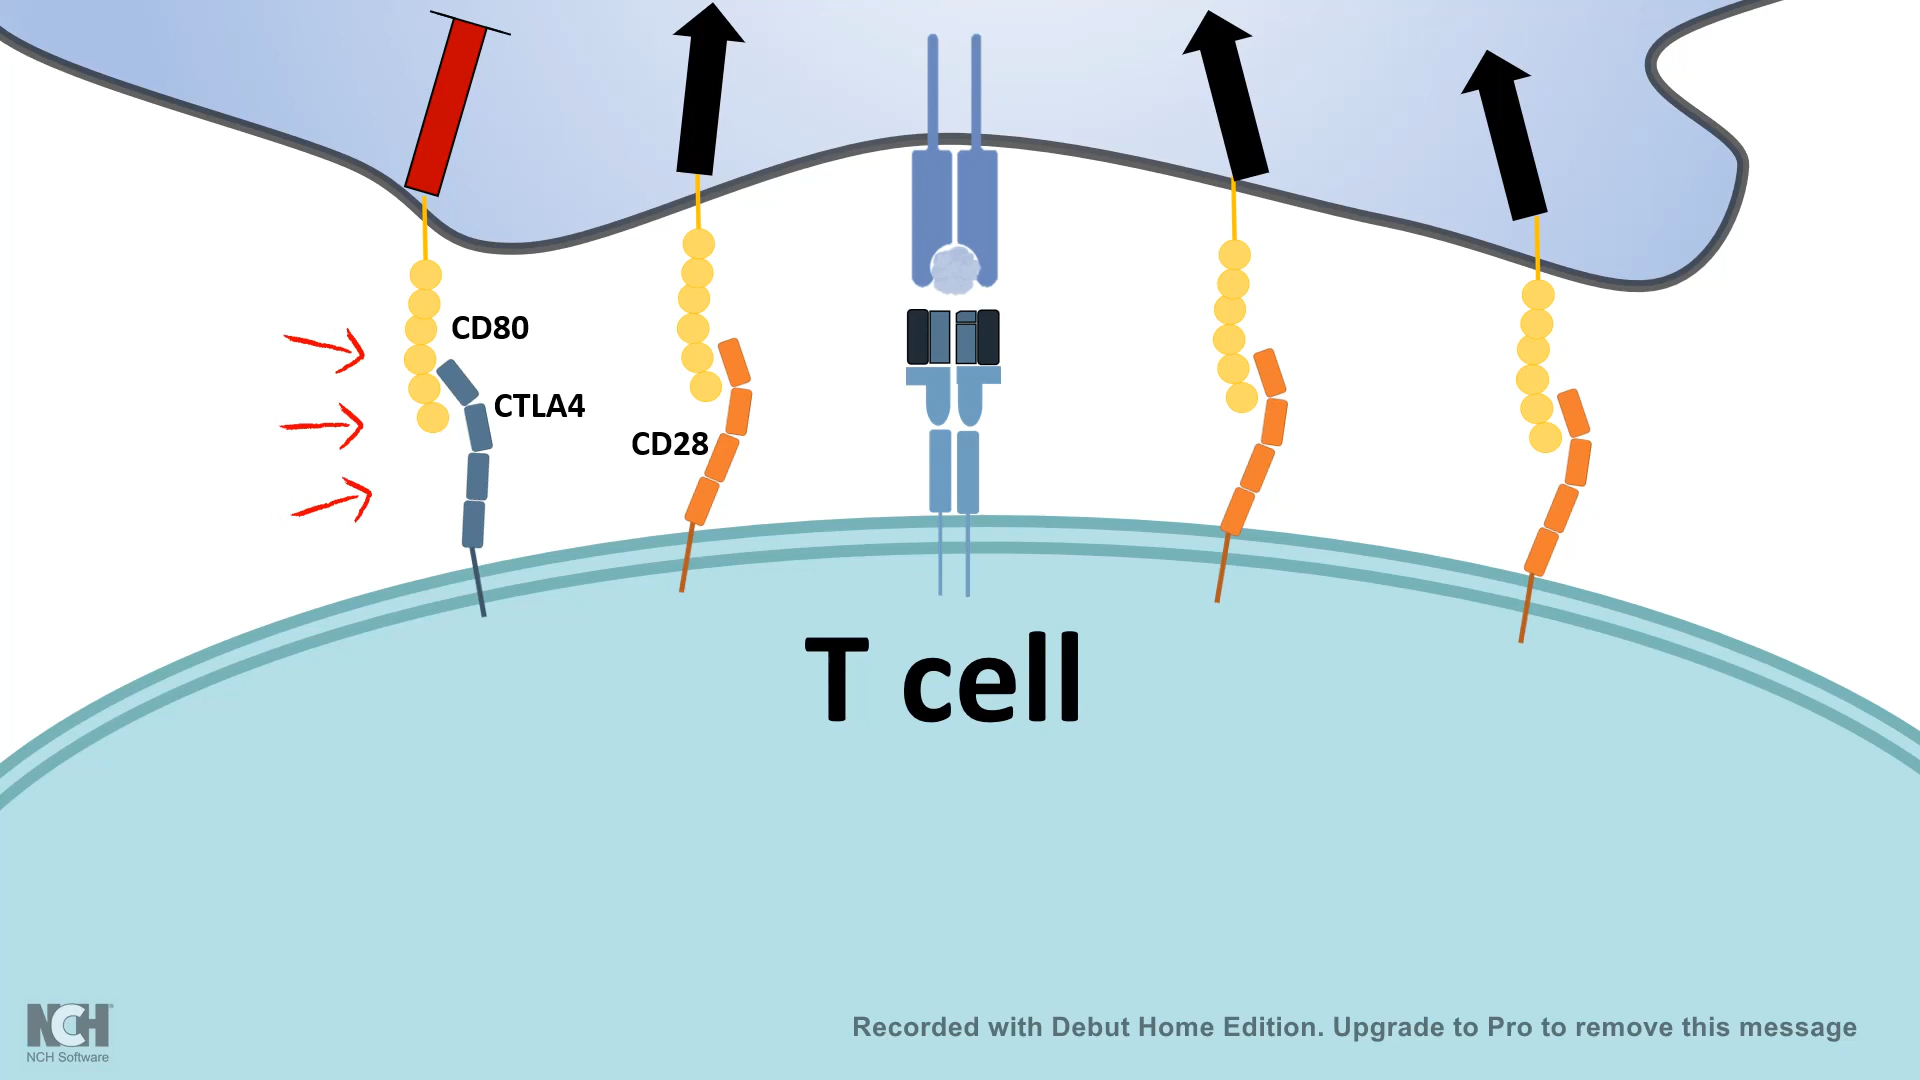 CD80
CTLA4
CD28
T cell
NCH
NCH Software
Recorded with Debut Home Edition. Upgrade to Pro to remove this message